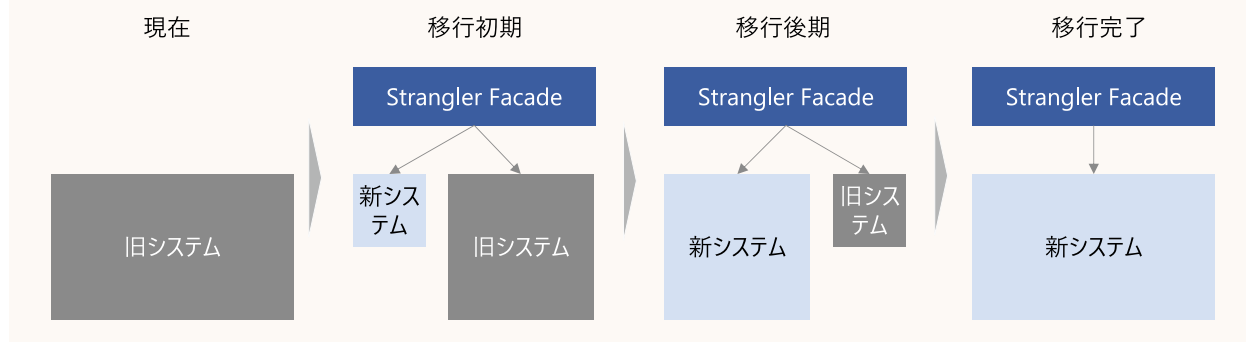 現在
移行初期
移行後期
移行完了
Strangler Facade
Strangler Facade
Strangler Facade
旧システム
新シス
テム
旧システム
新システム
旧シス
テム
新システム